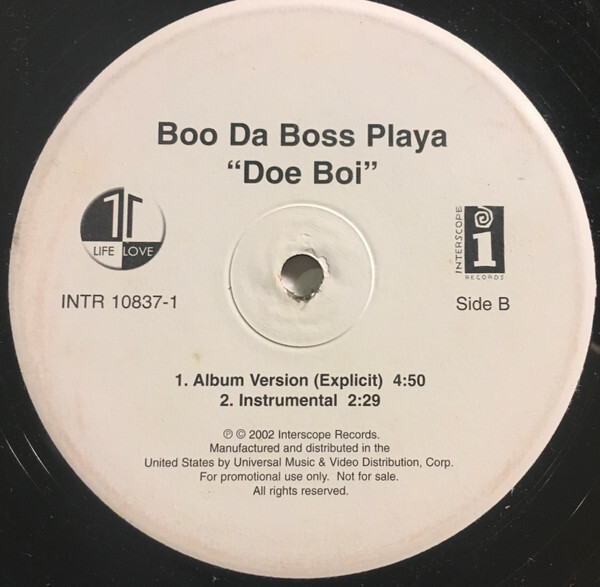 Boo Da Boss Playa
“Doe Boi”
11
LIFE LOVE
INTERSCOPE
i
RECORDS
INTR 10837-1
Side B
1. Album Version (Explicit) 4:50
2. Instrumental 2:29
℗ © 2002 Interscope Records.
Manufactured and distributed in the
United States by Universal Music & Video Distribution, Corp.
For promotional use only. Not for sale.
All rights reserved.